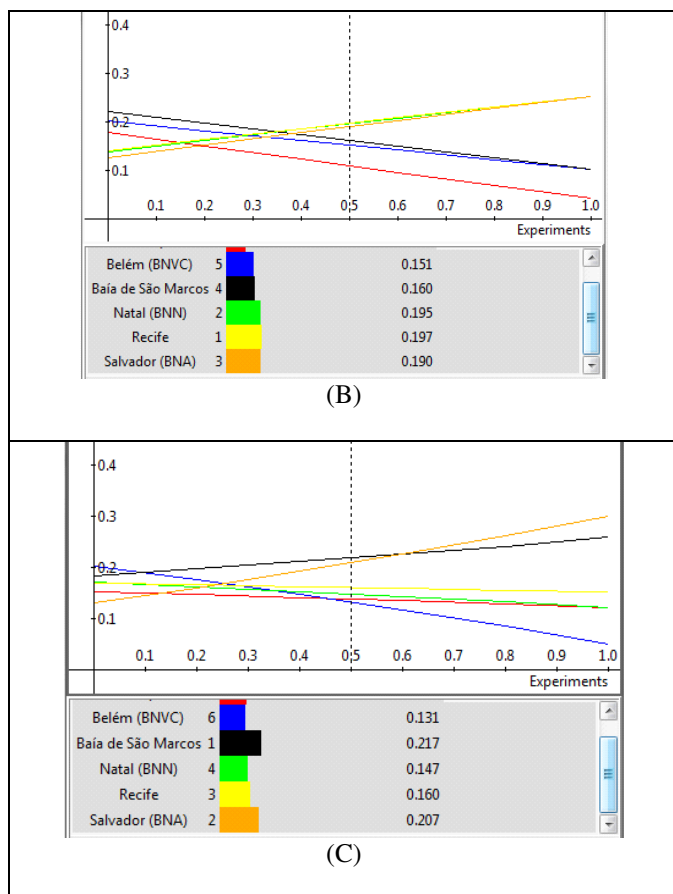 0.4
0.3
0.2
0.1
0.1 0.2 0.3 0.4 0.5 0.6 0.7 0.8 0.9 1.0
Experiments
Belém (BNVC) 5 0.151
Baía de São Marcos 4 0.160
Natal (BNN) 2 0.195
Recife 1 0.197
Salvador (BNA) 3 0.190
(B)
0.4
0.3
0.2
0.1
0.1 0.2 0.3 0.4 0.5 0.6 0.7 0.8 0.9 1.0
Experiments
Belém (BNVC) 6 0.131
Baía de São Marcos 1 0.217
Natal (BNN) 4 0.147
Recife 3 0.160
Salvador (BNA) 2 0.207
(C)